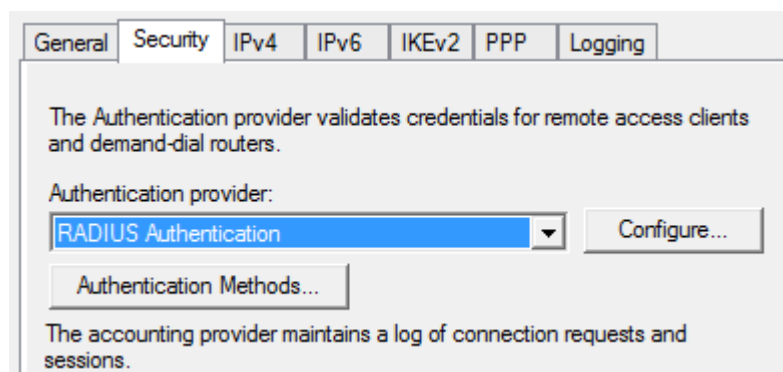 General Security IPv4 IPv6 IKEv2 PPP Logging
The Authentication provider validates credentials for remote access clients
and demand-dial routers.
Authentication provider:
RADIUS Authentication Configure...
Authentication Methods...
The accounting provider maintains a log of connection requests and
sessions.